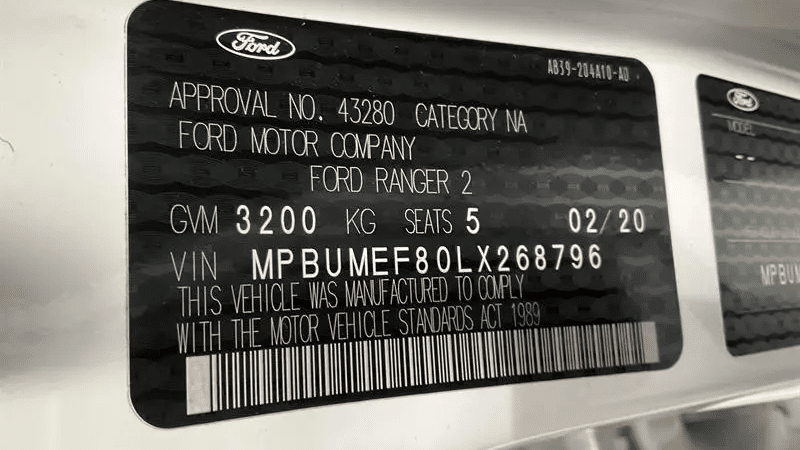 Ford
AB39-204A10-AD
APPROVAL NO. 43280 CATEGORY NA
FORD MOTOR COMPANY
FORD RANGER 2
GVM 3200 KG SEATS 5 02/20
VIN MPBUMEF80LX268796
THIS VEHICLE WAS MANUFACTURED TO COMPLY
WITH THE MOTOR VEHICLE STANDARDS ACT 1989
Ford
MODEL
MPBUM